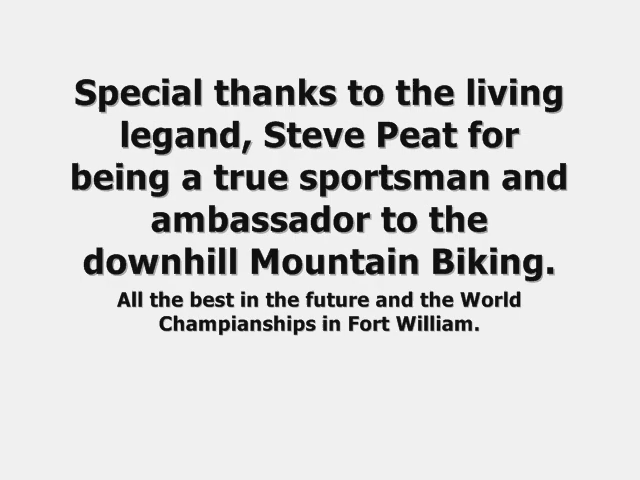 Special thanks to the living
legand, Steve Peat for
being a true sportsman and
ambassador to the
downhill Mountain Biking.
All the best in the future and the World
Champianships in Fort William.